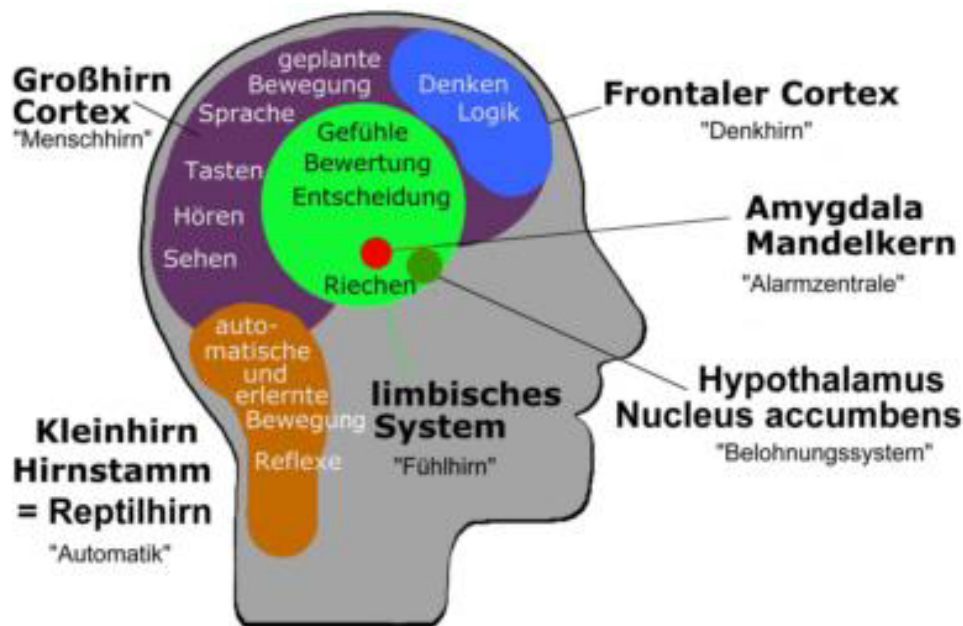 Großhirn
Cortex
"Menschhirn"
geplante
Bewegung
Sprache
Tasten
Hören
Sehen
Denken
Logik
Frontaler Cortex
"Denkhirn"
Gefühle
Bewertung
Entscheidung
Riechen
Amygdala
Mandelkern
"Alarmzentrale"
auto-
matische
und
erlernte
Bewegung
Reflexe
limbisches
System
"Fühlhirn"
Hypothalamus
Nucleus accumbens
"Belohnungssystem"
Kleinhirn
Hirnstamm
= Reptilhirn
"Automatik"